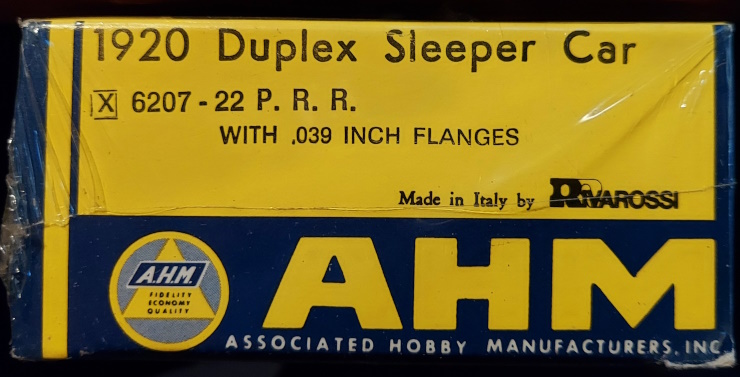 1920 Duplex Sleeper Car
X 6207-22 P. R. R.
WITH .039 INCH FLANGES
Made in Italy by RIVAROSSI
A.H.M.
FIDELITY
ECONOMY
QUALITY
AHM
ASSOCIATED HOBBY MANUFACTURERS, INC